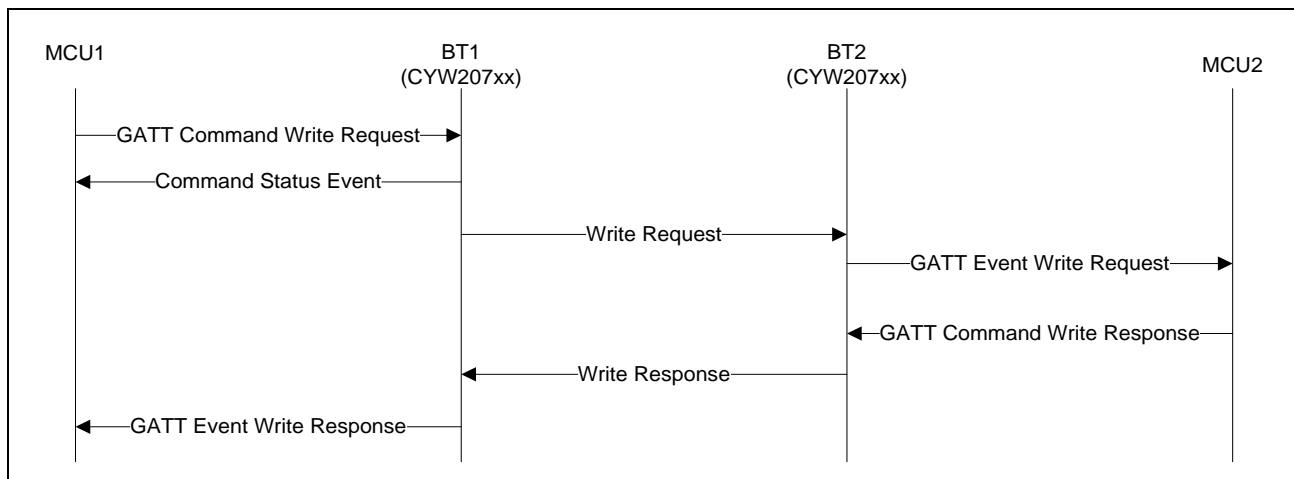 MCU1
BT1
(CYW207xx)
BT2
(CYW207xx)
MCU2
GATT Command Write Request
Command Status Event
Write Request
GATT Event Write Request
GATT Command Write Response
Write Response
GATT Event Write Response